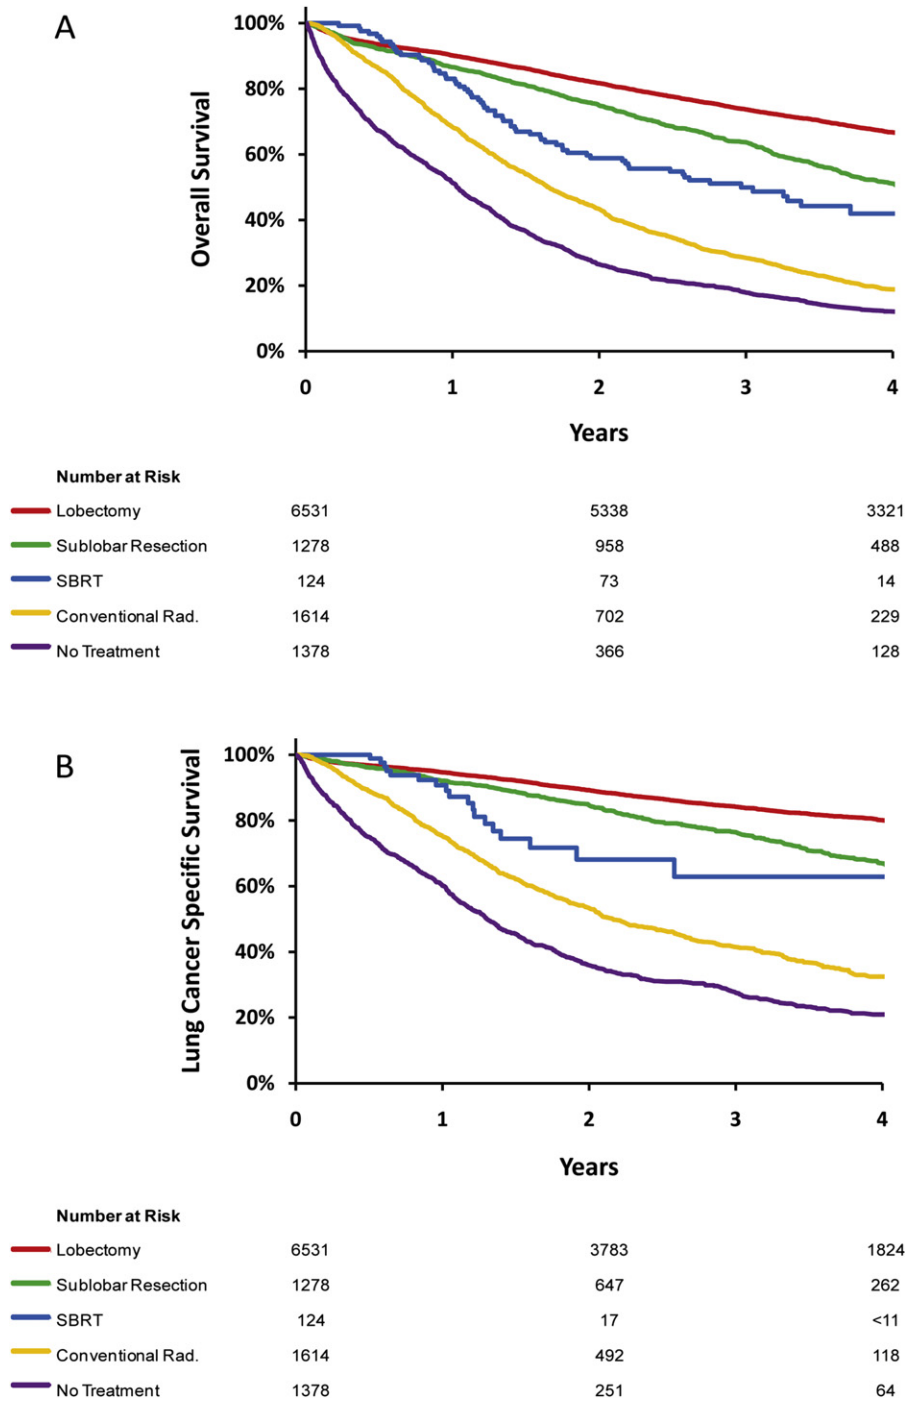 A
Overall Survival
100%
80%
60%
40%
20%
0%
0 1 2 3 4
Years
Number at Risk
Lobectomy 6531 5338 3321
Sublobar Resection 1278 958 488
SBRT 124 73 14
Conventional Rad. 1614 702 229
No Treatment 1378 366 128
B
Lung Cancer Specific Survival
100%
80%
60%
40%
20%
0%
0 1 2 3 4
Years
Number at Risk
Lobectomy 6531 3783 1824
Sublobar Resection 1278 647 262
SBRT 124 17 <11
Conventional Rad. 1614 492 118
No Treatment 1378 251 64